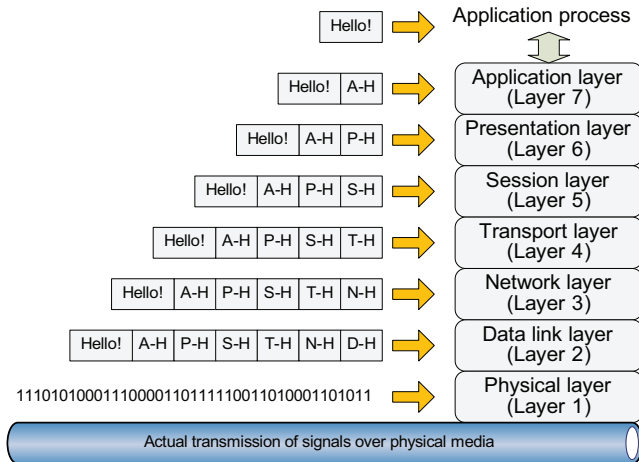 Hello! Application process
Hello! A-H Application layer
(Layer 7)
Hello! A-H P-H Presentation layer
(Layer 6)
Hello! A-H P-H S-H Session layer
(Layer 5)
Hello! A-H P-H S-H T-H Transport layer
(Layer 4)
Hello! A-H P-H S-H T-H N-H Network layer
(Layer 3)
Hello! A-H P-H S-H T-H N-H D-H Data link layer
(Layer 2)
111010100011100001101111110011010001101011 Physical layer
(Layer 1)
Actual transmission of signals over physical media